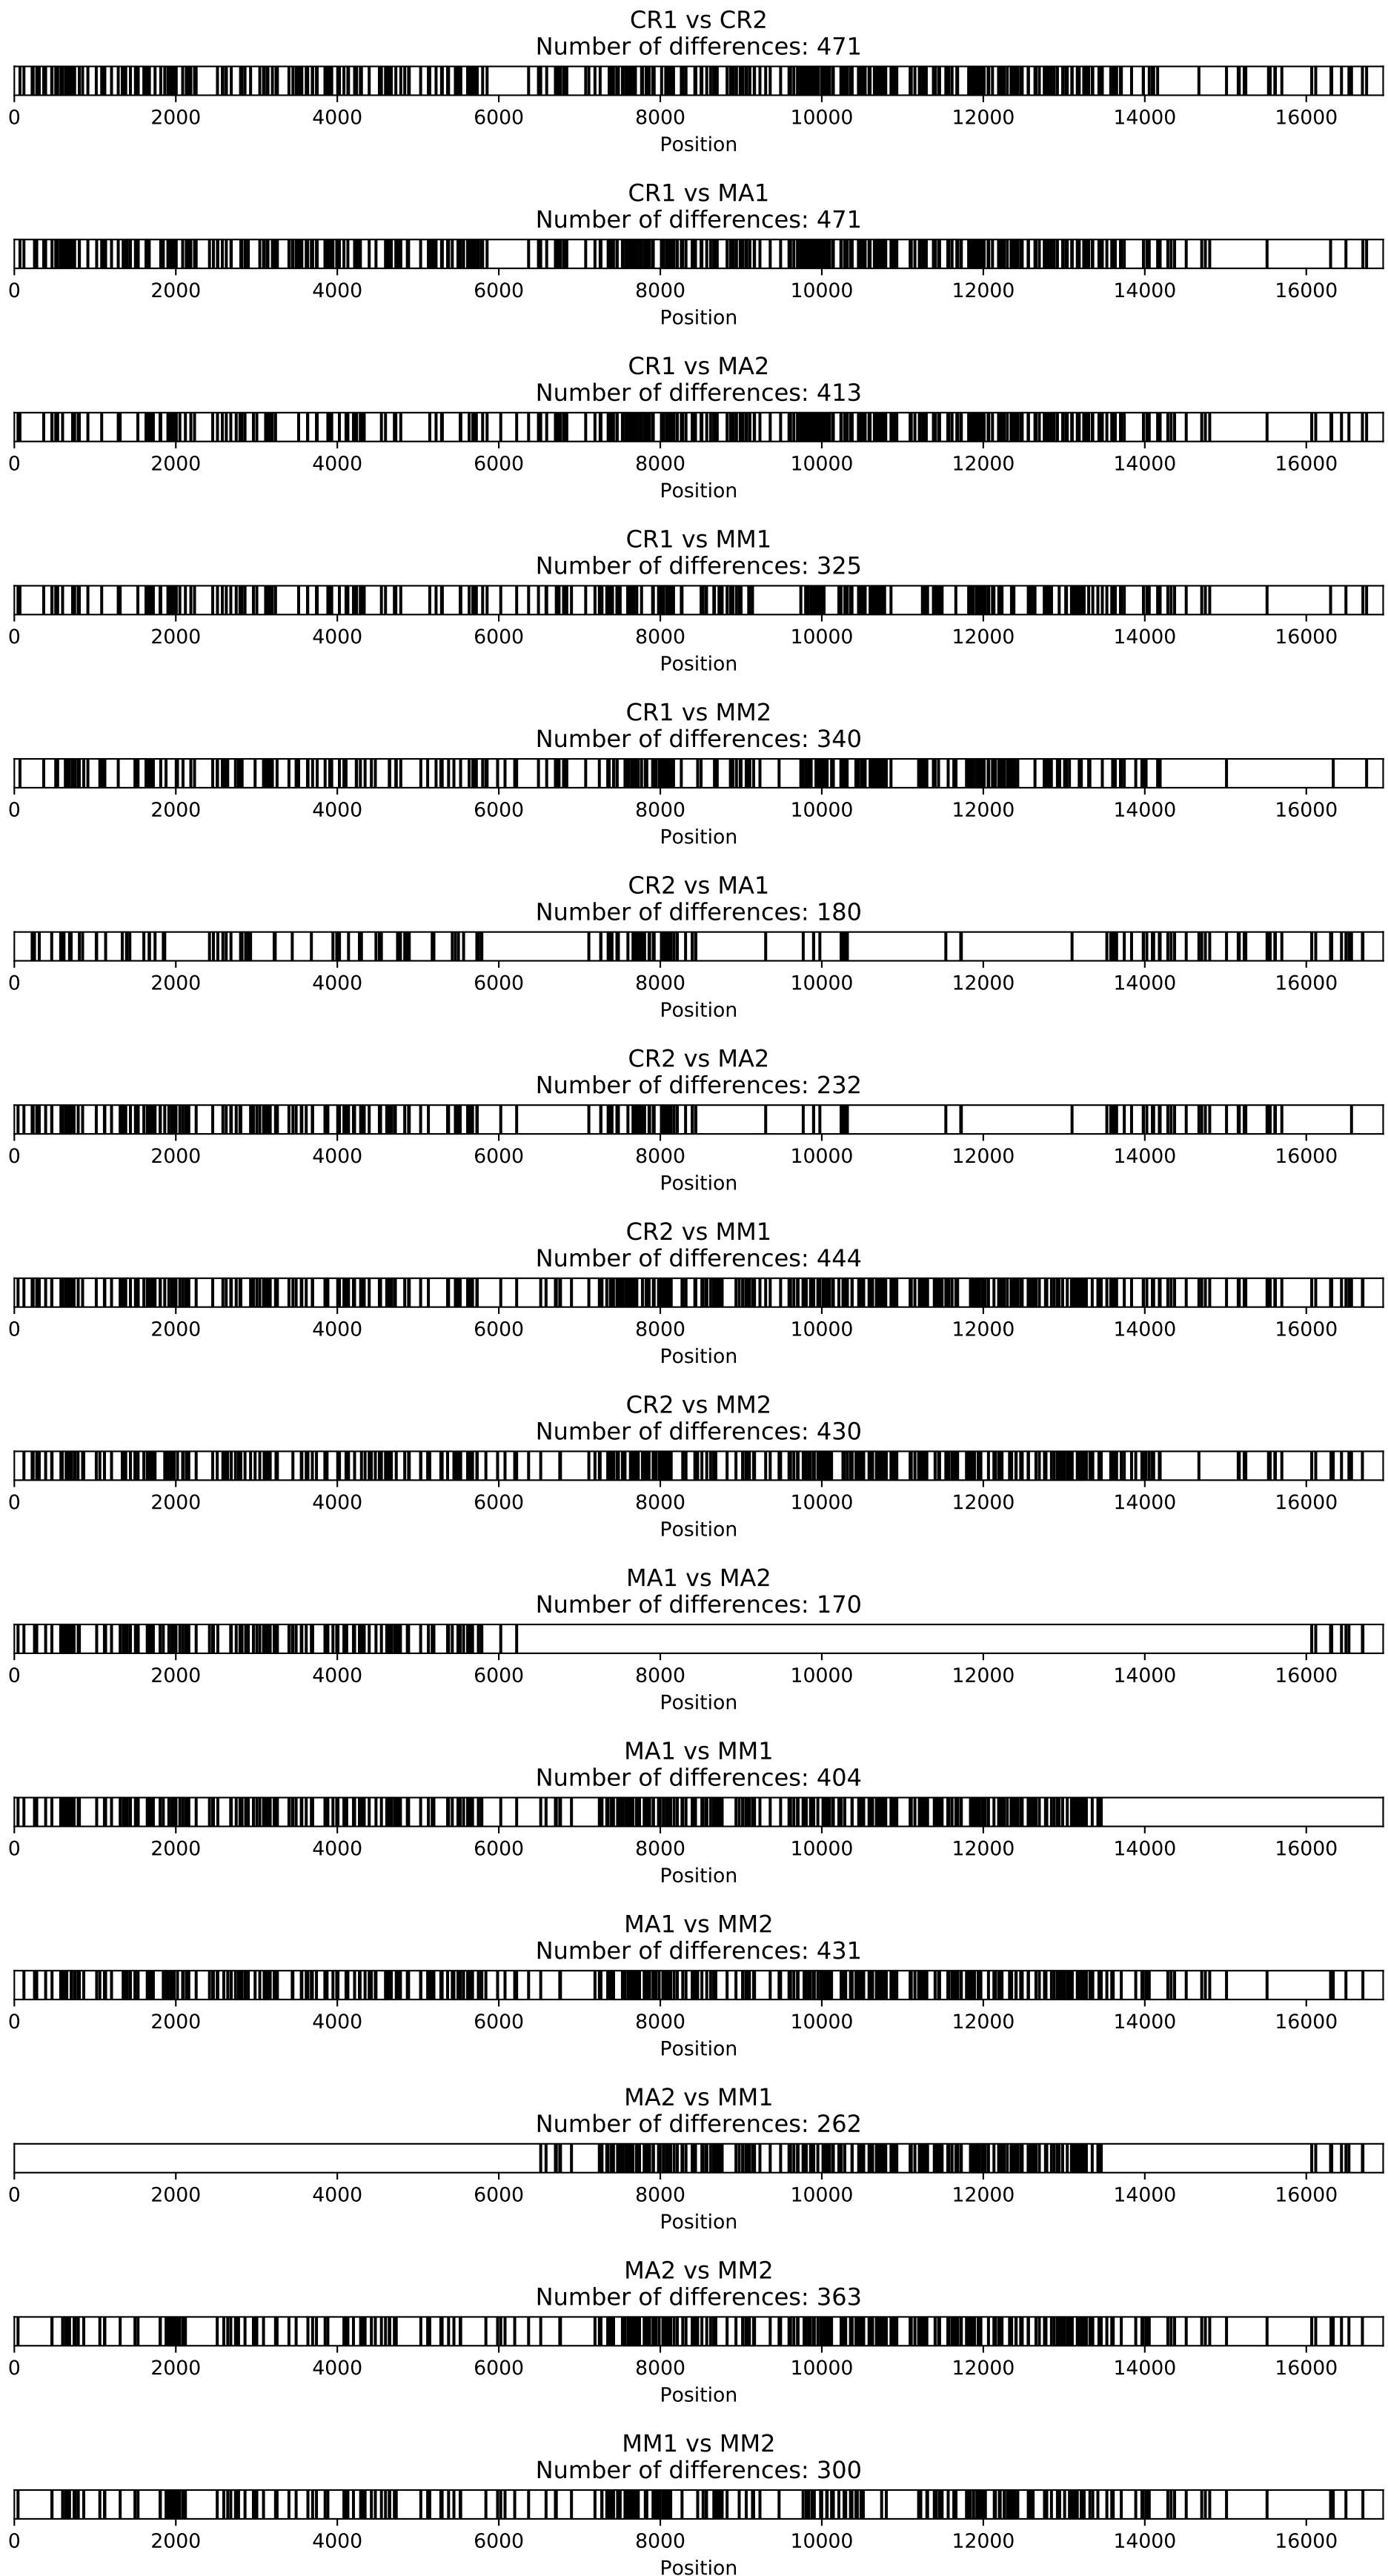 CR1 vs CR2
Number of differences: 471
0 2000 4000 6000 8000 10000 12000 14000 16000
Position
CR1 vs MA1
Number of differences: 471
0 2000 4000 6000 8000 10000 12000 14000 16000
Position
CR1 vs MA2
Number of differences: 413
0 2000 4000 6000 8000 10000 12000 14000 16000
Position
CR1 vs MM1
Number of differences: 325
0 2000 4000 6000 8000 10000 12000 14000 16000
Position
CR1 vs MM2
Number of differences: 340
0 2000 4000 6000 8000 10000 12000 14000 16000
Position
CR2 vs MA1
Number of differences: 180
0 2000 4000 6000 8000 10000 12000 14000 16000
Position
CR2 vs MA2
Number of differences: 232
0 2000 4000 6000 8000 10000 12000 14000 16000
Position
CR2 vs MM1
Number of differences: 444
0 2000 4000 6000 8000 10000 12000 14000 16000
Position
CR2 vs MM2
Number of differences: 430
0 2000 4000 6000 8000 10000 12000 14000 16000
Position
MA1 vs MA2
Number of differences: 170
0 2000 4000 6000 8000 10000 12000 14000 16000
Position
MA1 vs MM1
Number of differences: 404
0 2000 4000 6000 8000 10000 12000 14000 16000
Position
MA1 vs MM2
Number of differences: 431
0 2000 4000 6000 8000 10000 12000 14000 16000
Position
MA2 vs MM1
Number of differences: 262
0 2000 4000 6000 8000 10000 12000 14000 16000
Position
MA2 vs MM2
Number of differences: 363
0 2000 4000 6000 8000 10000 12000 14000 16000
Position
MM1 vs MM2
Number of differences: 300
0 2000 4000 6000 8000 10000 12000 14000 16000
Position